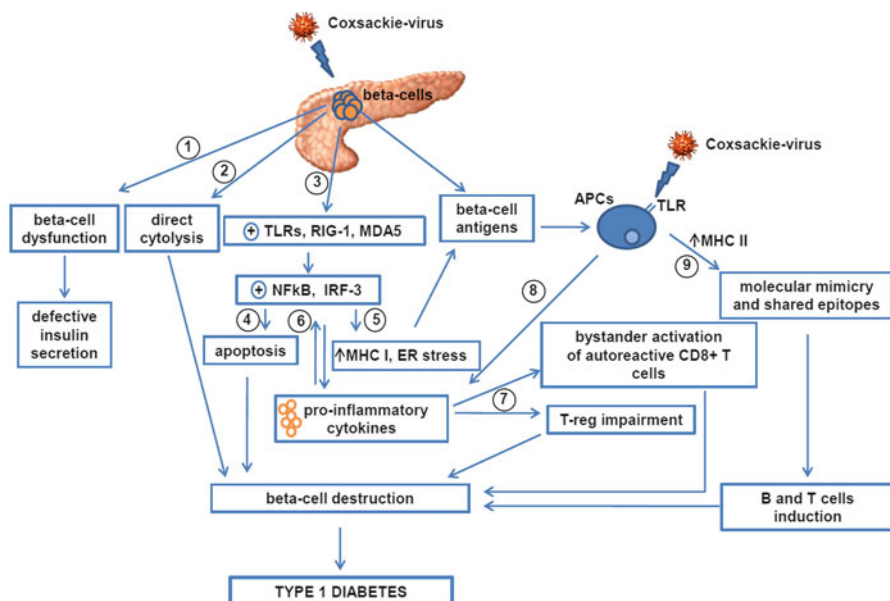 Coxsackie-virus
beta-cells
Coxsackie-virus
1
2
3
APCs
TLR
beta-cell
dysfunction
direct
cytolysis
+ TLRs, RIG-1, MDA5
beta-cell
antigens
↑MHC II
9
+ NFkB, IRF-3
8
molecular mimicry
and shared epitopes
defective
insulin
secretion
4
6
5
apoptosis
↑MHC I, ER stress
bystander activation
of autoreactive CD8+ T
cells
pro-inflammatory
cytokines
7
T-reg impairment
beta-cell destruction
B and T cells
induction
TYPE 1 DIABETES